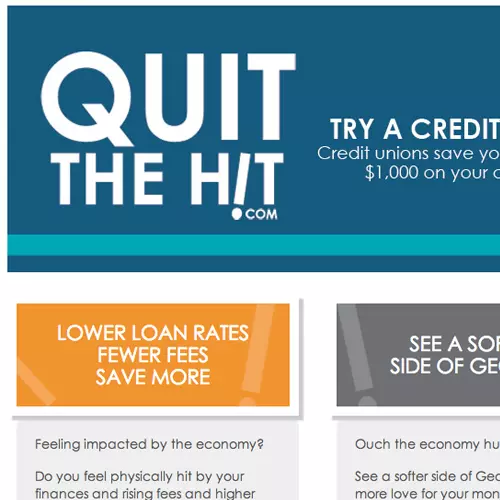 QUIT
THE H!T
.COM
TRY A CREDIT
Credit unions save yo
$1,000 on your
LOWER LOAN RATES
FEWER FEES
SAVE MORE
Feeling impacted by the economy?
Do you feel physically hit by your
finances and rising fees and higher
SEE A SOF
SIDE OF GEO
Ouch the economy hu
See a softer side of Geo
more love for your mon